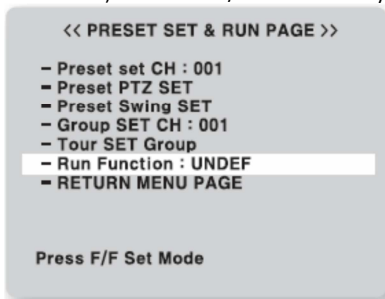 << PRESET SET & RUN PAGE >>
- Preset set CH : 001
- Preset PTZ SET
- Preset Swing SET
- Group SET CH : 001
- Tour SET Group
- Run Function : UNDEF
- RETURN MENU PAGE
Press F/F Set Mode